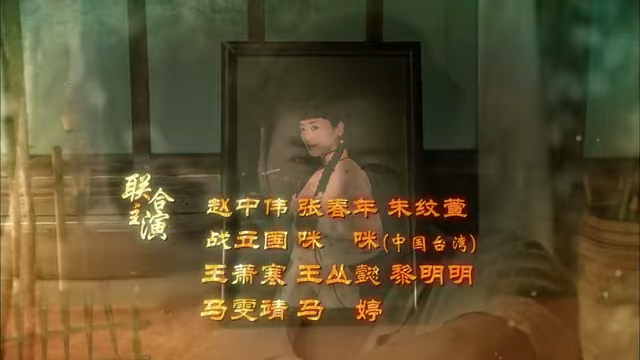 联合主演
赵中伟 张春年 朱纹萱
战立国 咪 咪(中国台湾)
王萧寒 王丛懿 黎明明
马雯靖 马 婷